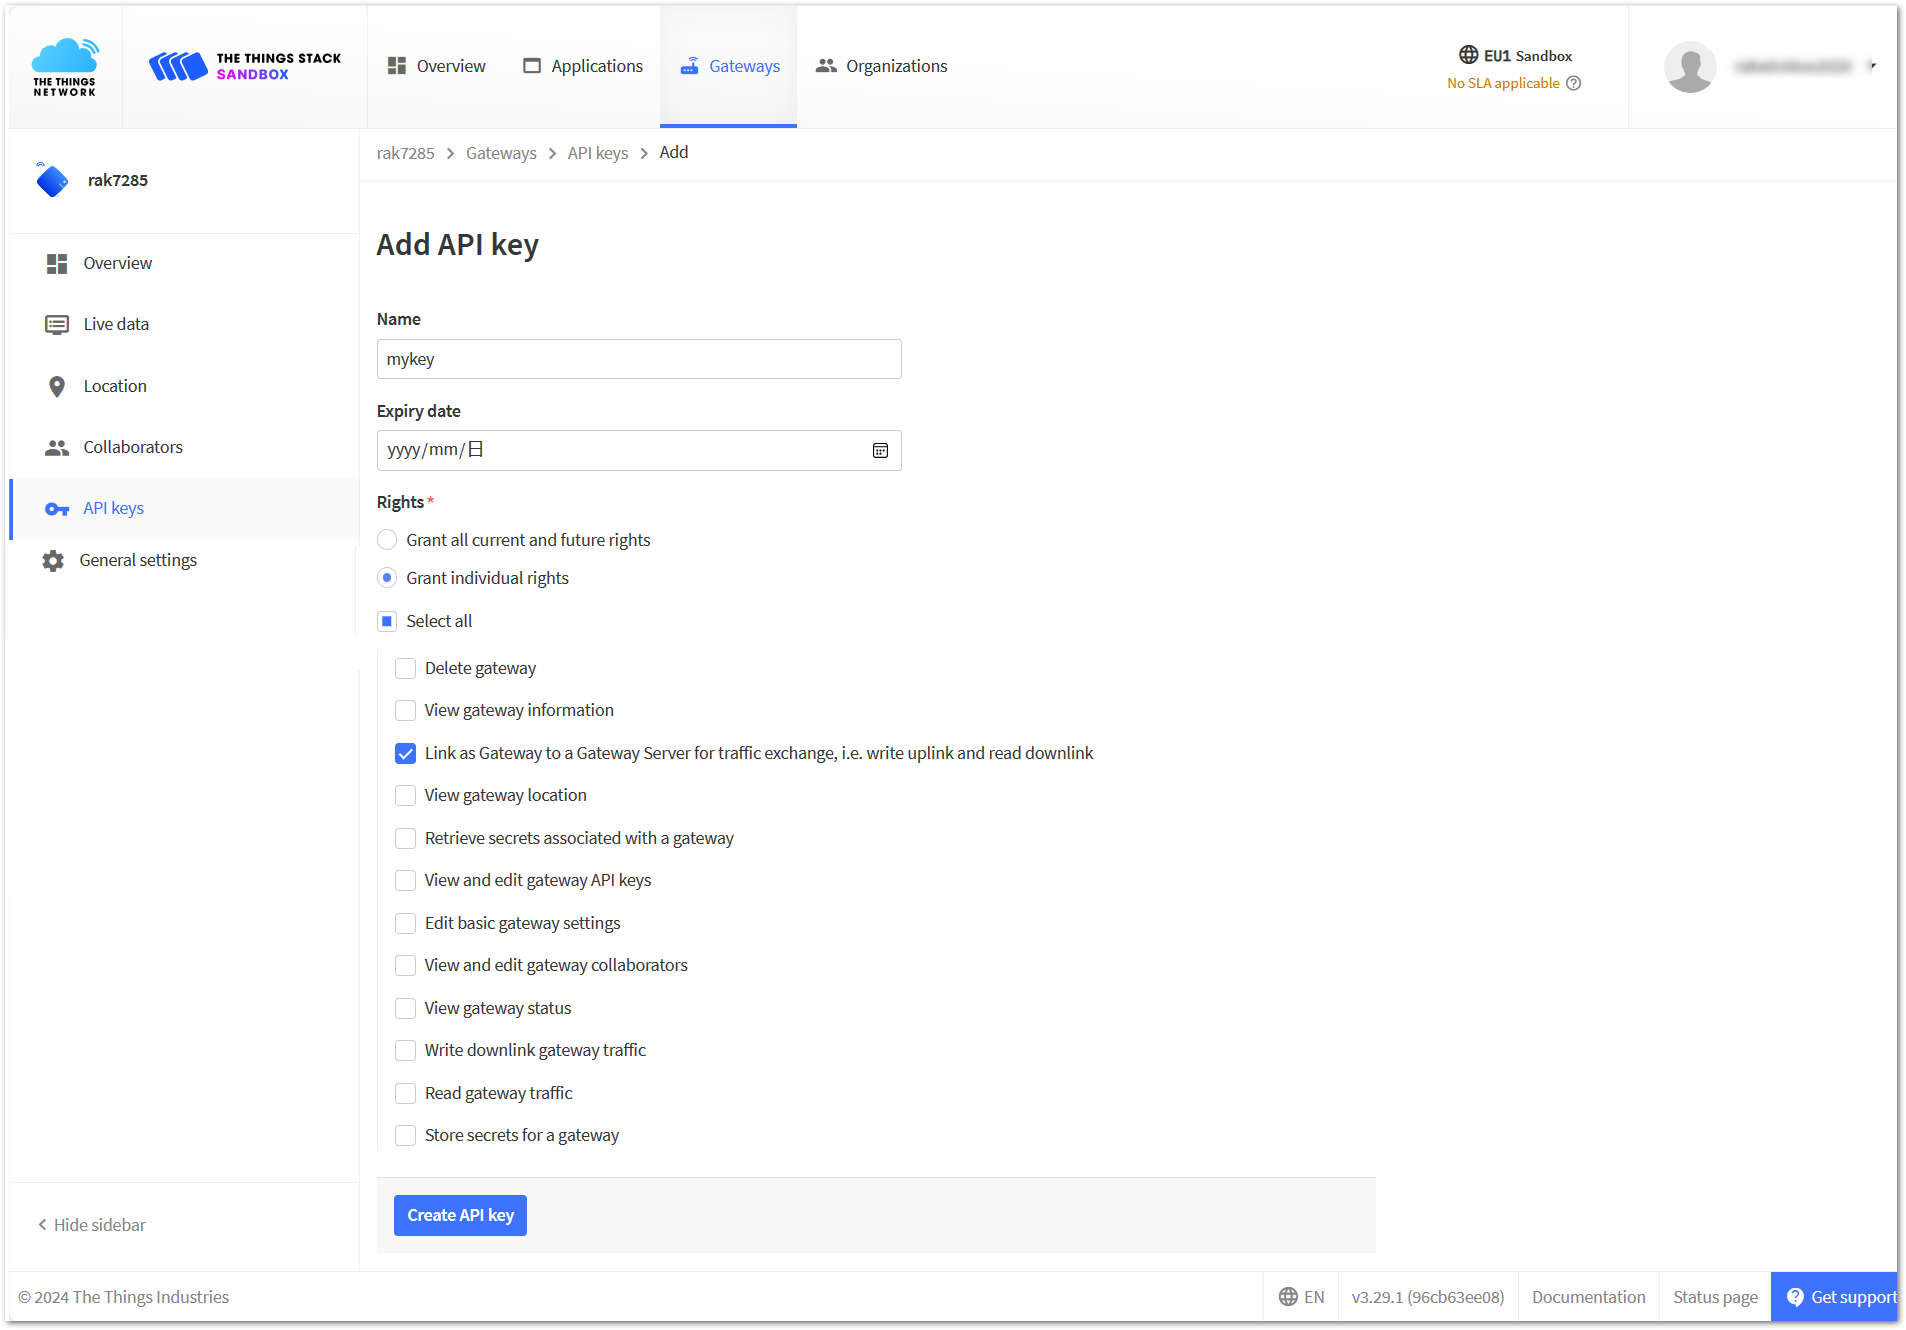 THE THINGS
NETWORK
THE THINGS STACK
SANDBOX
Overview
Applications
Gateways
Organizations
EU1 Sandbox
No SLA applicable
rak7285
rak7285 > Gateways > API keys > Add
Overview
Live data
Location
Collaborators
API keys
General settings
Add API key
Name
mykey
Expiry date
yyyy/mm/日
Rights*
Grant all current and future rights
Grant individual rights
Select all
Delete gateway
View gateway information
Link as Gateway to a Gateway Server for traffic exchange, i.e. write uplink and read downlink
View gateway location
Retrieve secrets associated with a gateway
View and edit gateway API keys
Edit basic gateway settings
View and edit gateway collaborators
View gateway status
Write downlink gateway traffic
Read gateway traffic
Store secrets for a gateway
Create API key
Hide sidebar
© 2024 The Things Industries
EN
v3.29.1 (96cb63ee08)
Documentation
Status page
Get support